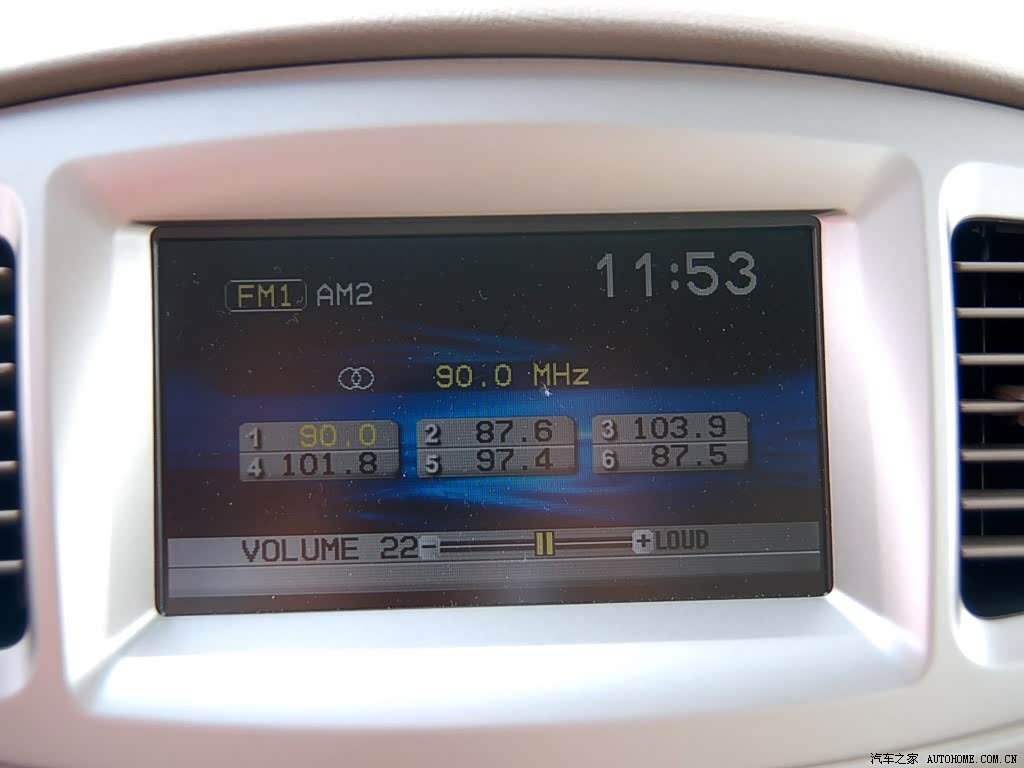 11:53
FM1 AM2
90.0 MHz
1 90.0 2 87.6 3 103.9
4 101.8 5 97.4 6 87.5
VOLUME 22 - + LOUD
汽车之家 AUTOHOME.COM.CN